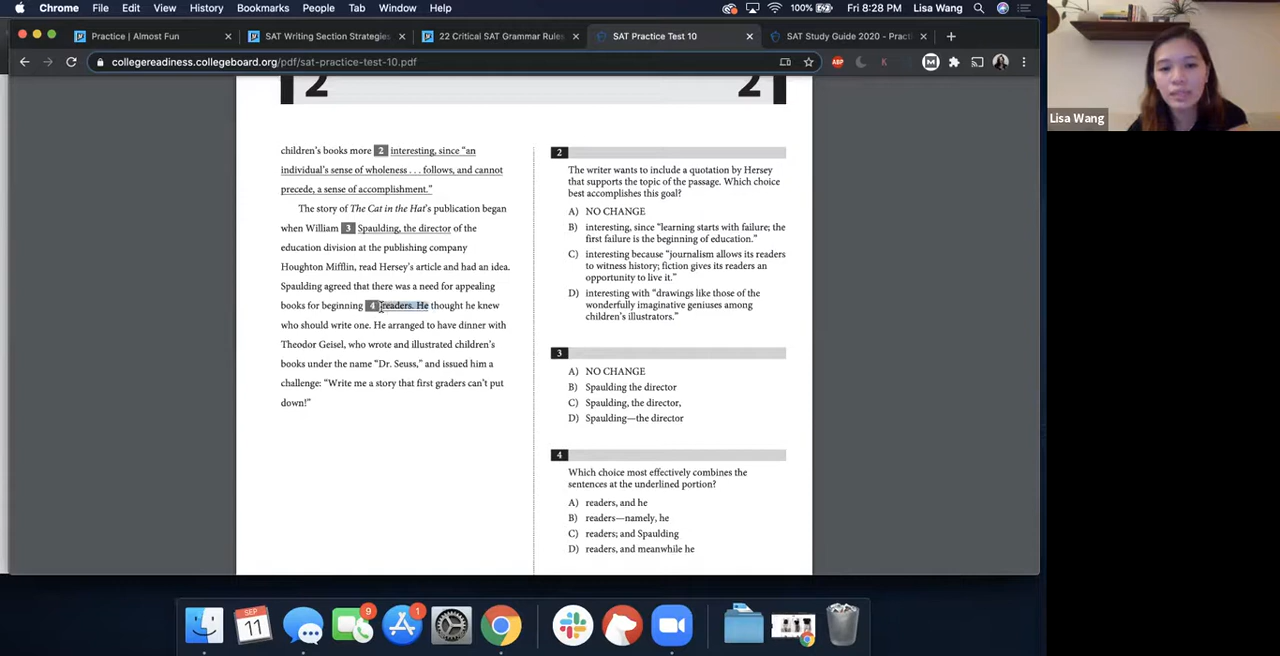 Chrome File Edit View History Bookmarks People Tab Window Help 100% Fri 8:28 PM Lisa Wang
Practice | Almost Fun
SAT Writing Section Strategies
22 Critical SAT Grammar Rules
SAT Practice Test 10
SAT Study Guide 2020 - Practi
collegereadiness.collegeboard.org/pdf/sat-practice-test-10.pdf
ABP
K
M
Lisa Wang
2
2
children's books more 2 interesting, since "an
individual's sense of wholeness . . . follows, and cannot
precede, a sense of accomplishment."
The story of The Cat in the Hat's publication began
when William 3 Spaulding, the director of the
education division at the publishing company
Houghton Mifflin, read Hersey's article and had an idea.
Spaulding agreed that there was a need for appealing
books for beginning 4 readers. He thought he knew
who should write one. He arranged to have dinner with
Theodor Geisel, who wrote and illustrated children's
books under the name "Dr. Seuss," and issued him a
challenge: "Write me a story that first graders can't put
down!"
2
The writer wants to include a quotation by Hersey
that supports the topic of the passage. Which choice
best accomplishes this goal?
A) NO CHANGE
B) interesting, since "learning starts with failure; the
first failure is the beginning of education."
C) interesting because "journalism allows its readers
to witness history; fiction gives its readers an
opportunity to live it."
D) interesting with "drawings like those of the
wonderfully imaginative geniuses among
children's illustrators."
3
A) NO CHANGE
B) Spaulding the director
C) Spaulding, the director,
D) Spaulding—the director
4
Which choice most effectively combines the
sentences at the underlined portion?
A) readers, and he
B) readers—namely, he
C) readers; and Spaulding
D) readers, and meanwhile he
SEP
11
9
1